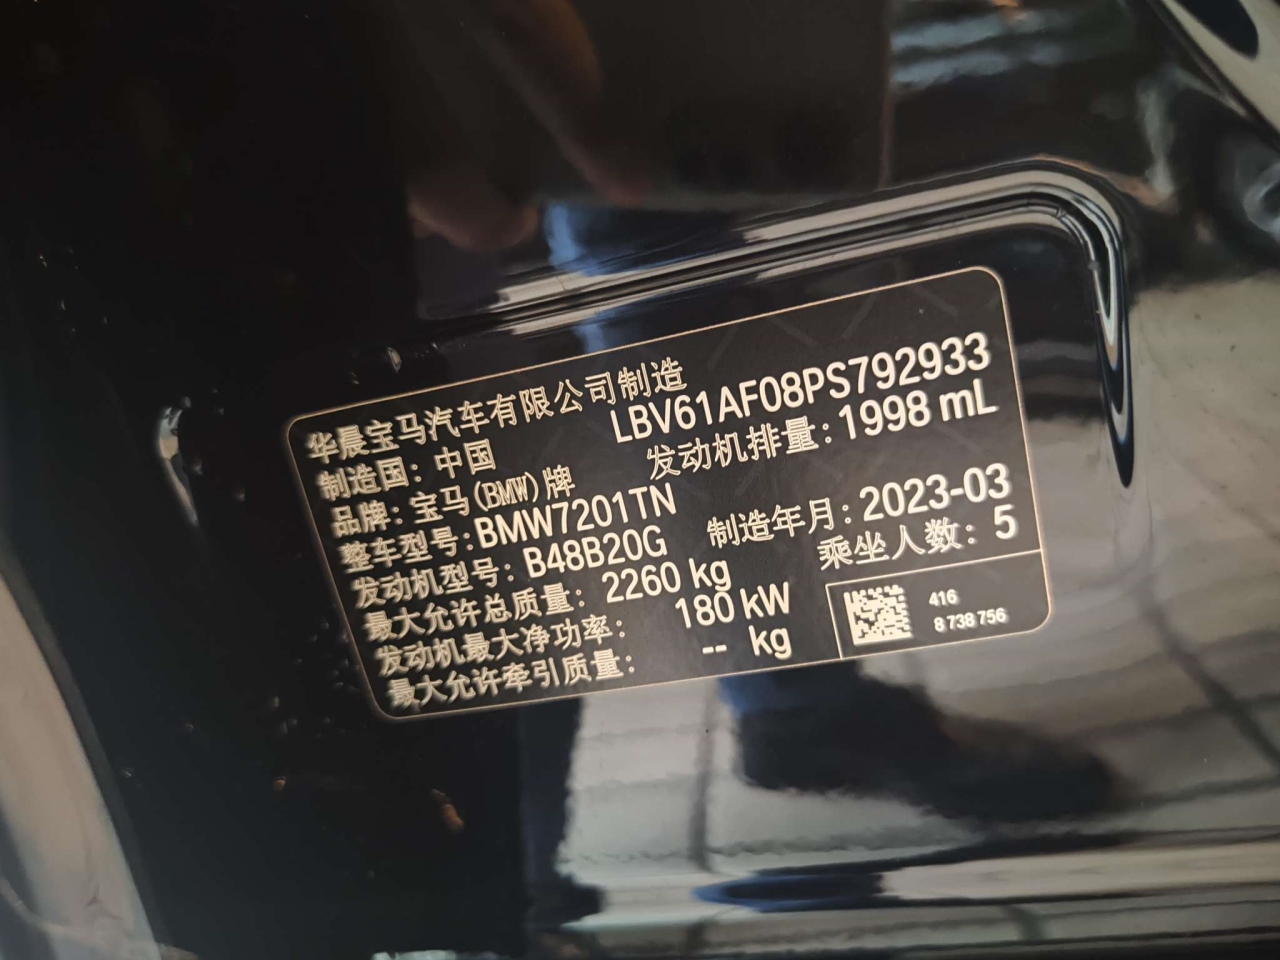 华晨宝马汽车有限公司制造
制造国：中国 LBV61AF08PS792933
品牌：宝马(BMW)牌 发动机排量：1998 mL
整车型号：BMW7201TN
发动机型号：B48B20G 制造年月：2023-03
最大允许总质量：2260 kg 乘坐人数：5
发动机最大净功率：180 kW
最大允许牵引质量：-- kg
416
8 738 756